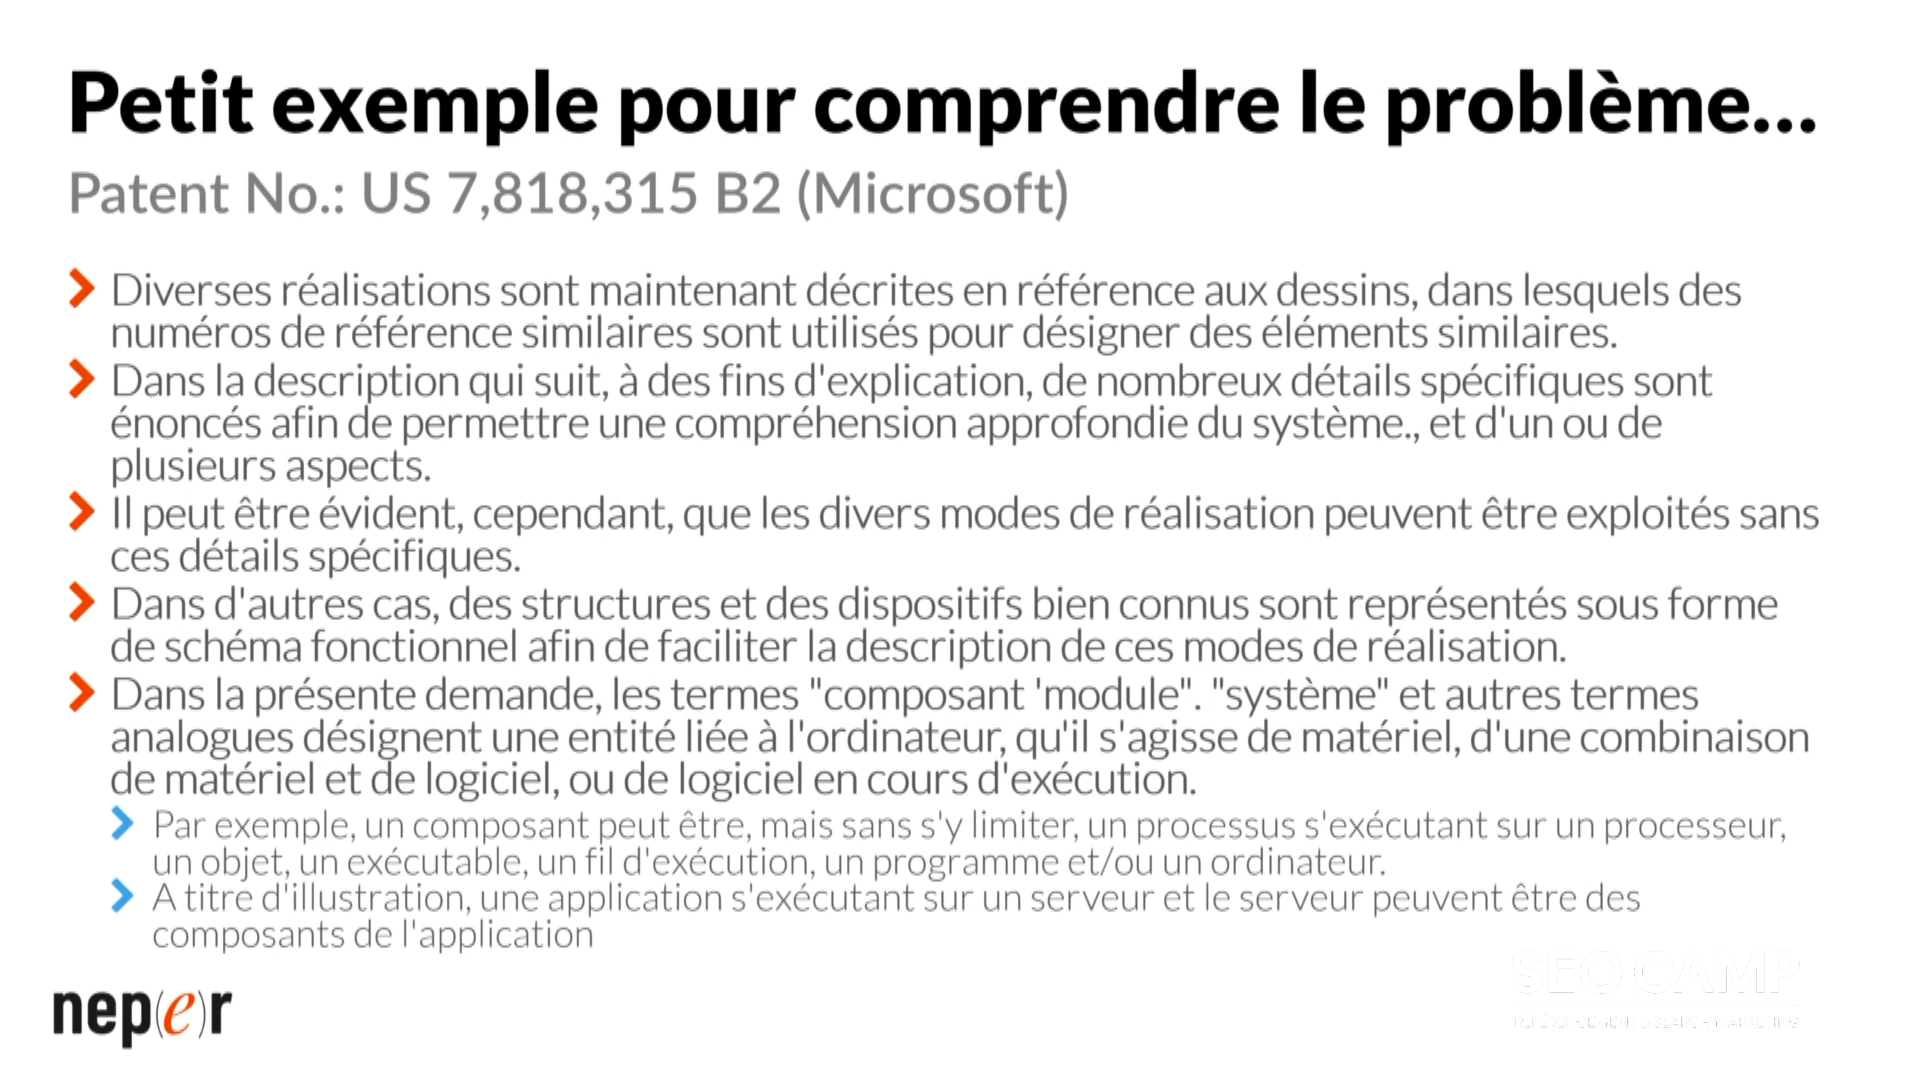 Petit exemple pour comprendre le problème...
Patent No.: US 7,818,315 B2 (Microsoft)
Diverses réalisations sont maintenant décrites en référence aux dessins, dans lesquels des
numéros de référence similaires sont utilisés pour désigner des éléments similaires.
Dans la description qui suit, à des fins d'explication, de nombreux détails spécifiques sont
énoncés afin de permettre une compréhension approfondie du système., et d'un ou de
plusieurs aspects.
Il peut être évident, cependant, que les divers modes de réalisation peuvent être exploités sans
ces détails spécifiques.
Dans d'autres cas, des structures et des dispositifs bien connus sont représentés sous forme
de schéma fonctionnel afin de faciliter la description de ces modes de réalisation.
Dans la présente demande, les termes "composant 'module". "système" et autres termes
analogues désignent une entité liée à l'ordinateur, qu'il s'agisse de matériel, d'une combinaison
de matériel et de logiciel, ou de logiciel en cours d'exécution.
Par exemple, un composant peut être, mais sans s'y limiter, un processus s'exécutant sur un processeur,
un objet, un exécutable, un fil d'exécution, un programme et/ou un ordinateur.
A titre d'illustration, une application s'exécutant sur un serveur et le serveur peuvent être des
composants de l'application
SEO CAMP
nep(e)r